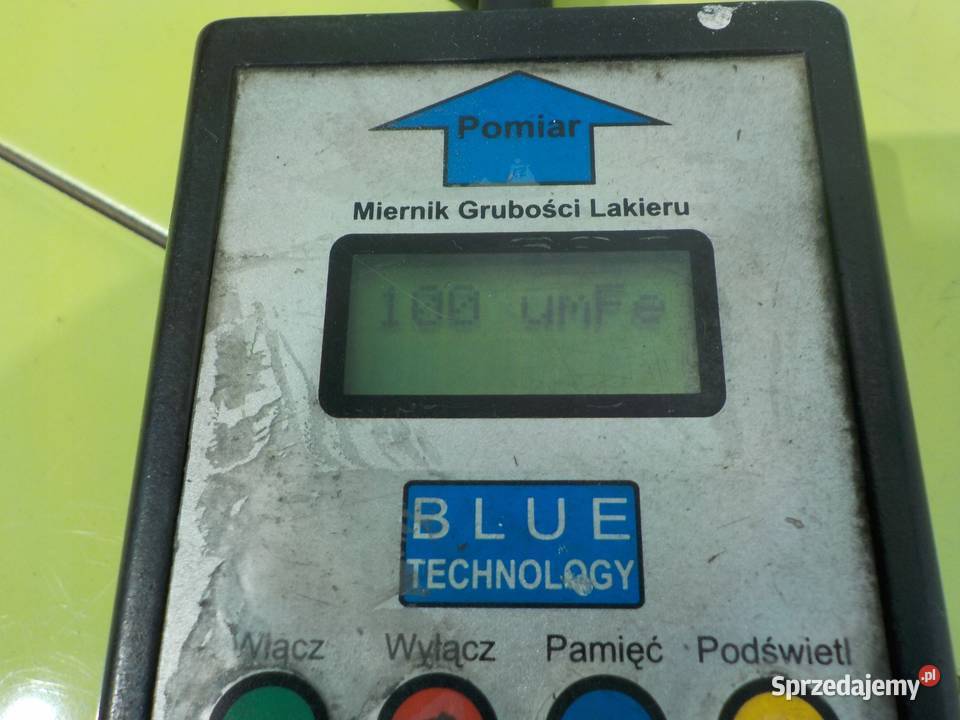 Pomiar
Miernik Grubości Lakieru
100 umFe
BLUE
TECHNOLOGY
Włącz Wyłącz Pamięć Podświetl
Sprzedajemy.pl